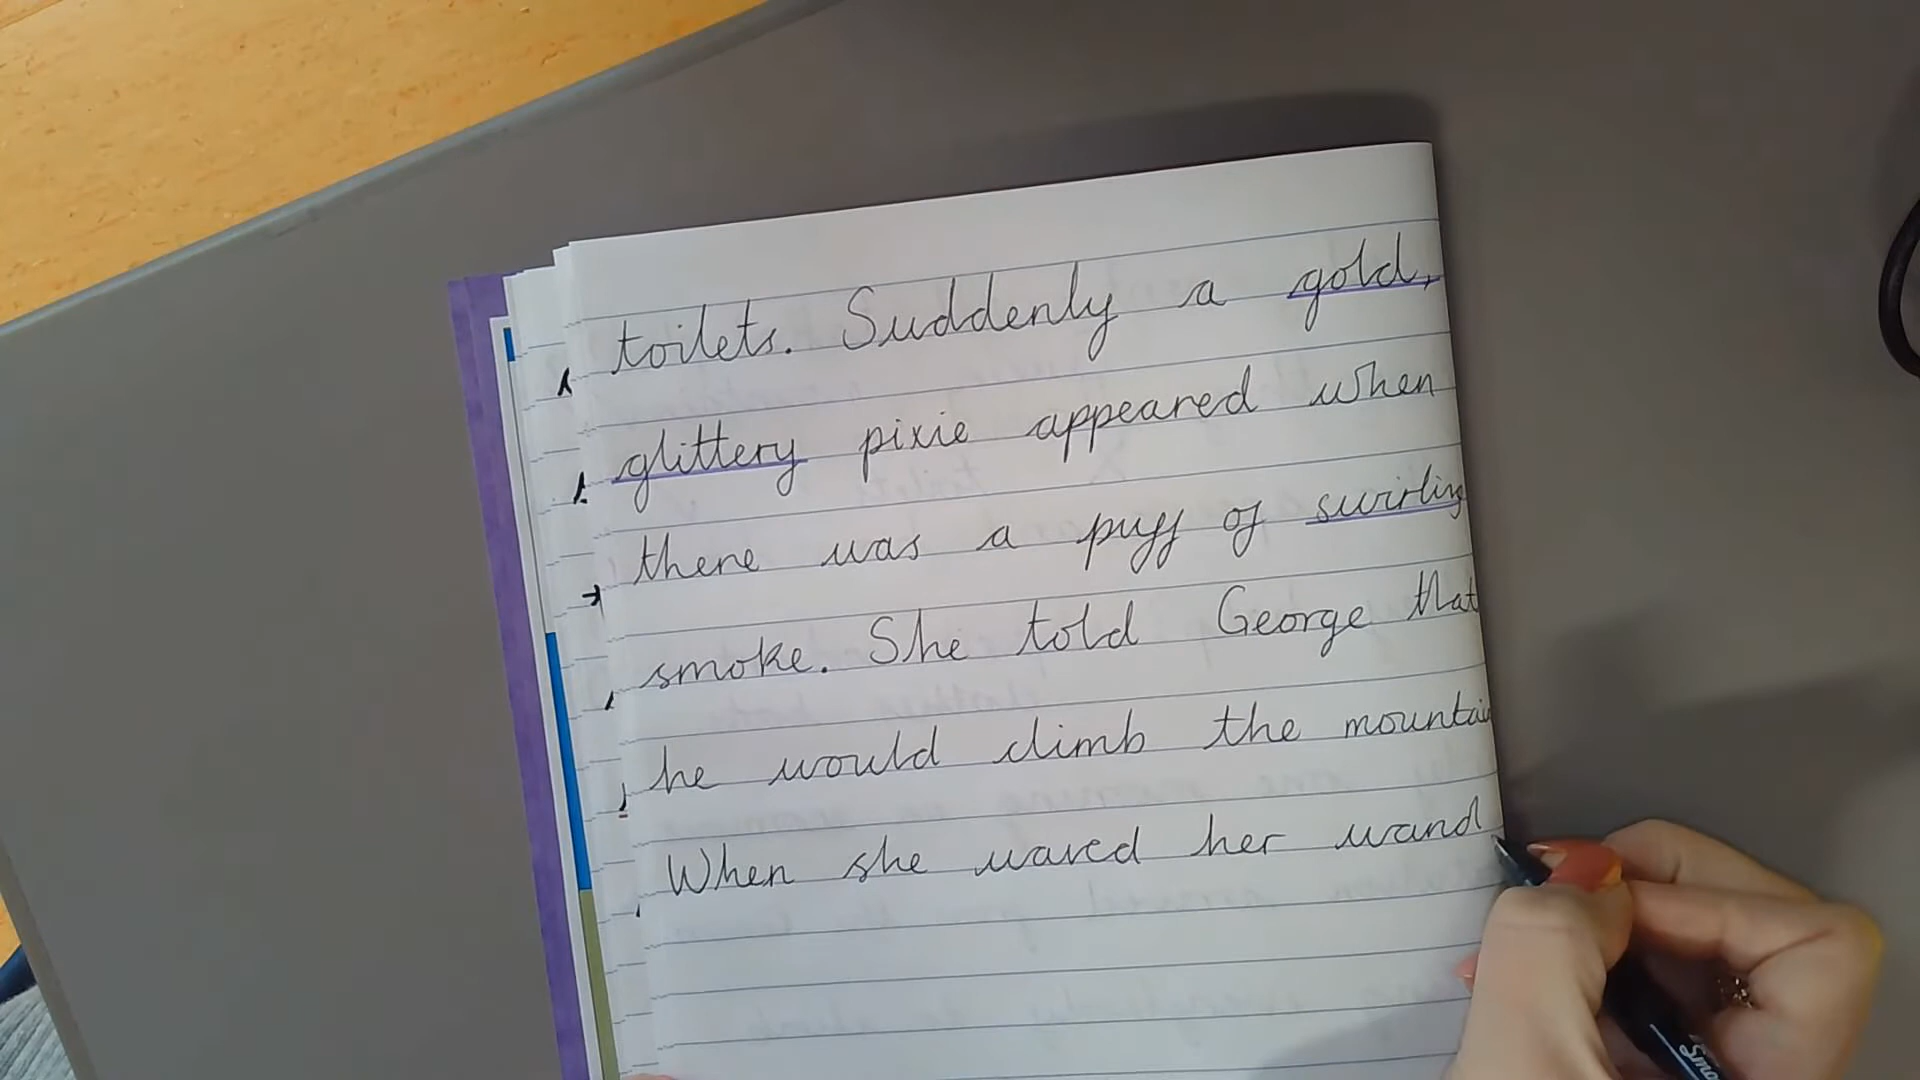 toilets. Suddenly a gold,
glittery pixie appeared when
there was a puff of swirling
smoke. She told George that
he would climb the mountain
When she waved her wand